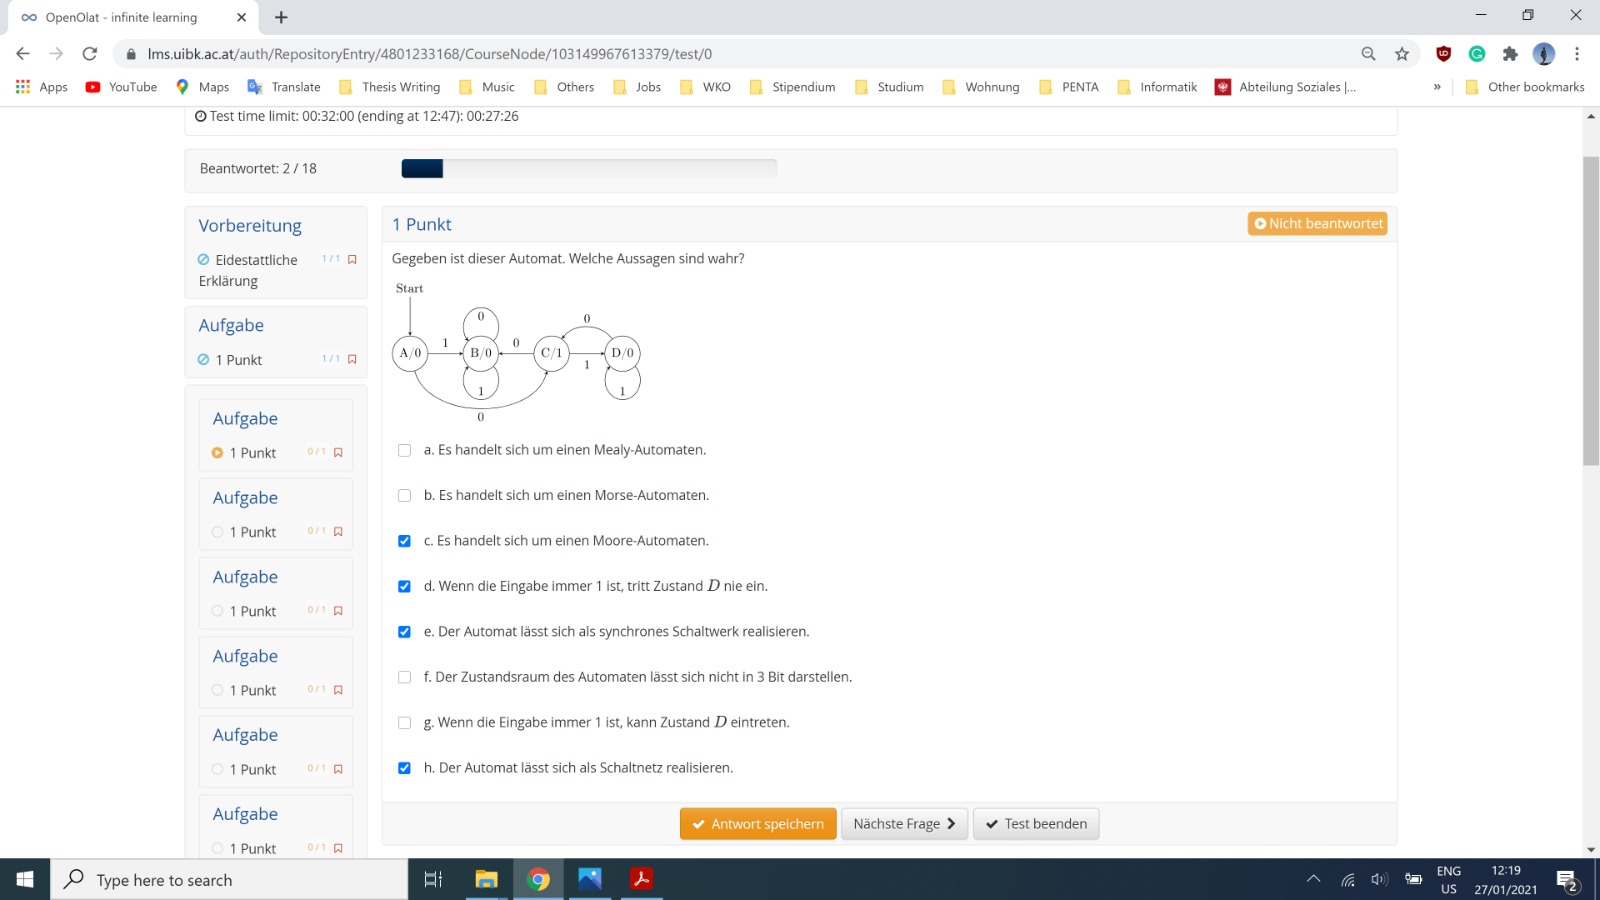 OpenOlat - infinite learning
lms.uibk.ac.at/auth/RepositoryEntry/4801233168/CourseNode/103149967613379/test/0
Apps YouTube Maps Translate Thesis Writing Music Others Jobs WKO Stipendium Studium Wohnung PENTA Informatik Abteilung Soziales |... » Other bookmarks
Test time limit: 00:32:00 (ending at 12:47): 00:27:26
Beantwortet: 2 / 18
Vorbereitung
Eidestattliche Erklärung 1 / 1
Aufgabe
1 Punkt 1 / 1
Aufgabe
1 Punkt 0 / 1
Aufgabe
1 Punkt 0 / 1
Aufgabe
1 Punkt 0 / 1
Aufgabe
1 Punkt 0 / 1
Aufgabe
1 Punkt 0 / 1
Aufgabe
1 Punkt 0 / 1
1 Punkt Nicht beantwortet
Gegeben ist dieser Automat. Welche Aussagen sind wahr?
Start
0 0
1 0
A/0 B/0 C/1 D/0
1
1 1
0
a. Es handelt sich um einen Mealy-Automaten.
b. Es handelt sich um einen Morse-Automaten.
c. Es handelt sich um einen Moore-Automaten.
d. Wenn die Eingabe immer 1 ist, tritt Zustand D nie ein.
e. Der Automat lässt sich als synchrones Schaltwerk realisieren.
f. Der Zustandsraum des Automaten lässt sich nicht in 3 Bit darstellen.
g. Wenn die Eingabe immer 1 ist, kann Zustand D eintreten.
h. Der Automat lässt sich als Schaltnetz realisieren.
Antwort speichern Nächste Frage Test beenden
Type here to search
ENG
US
12:19
27/01/2021
2